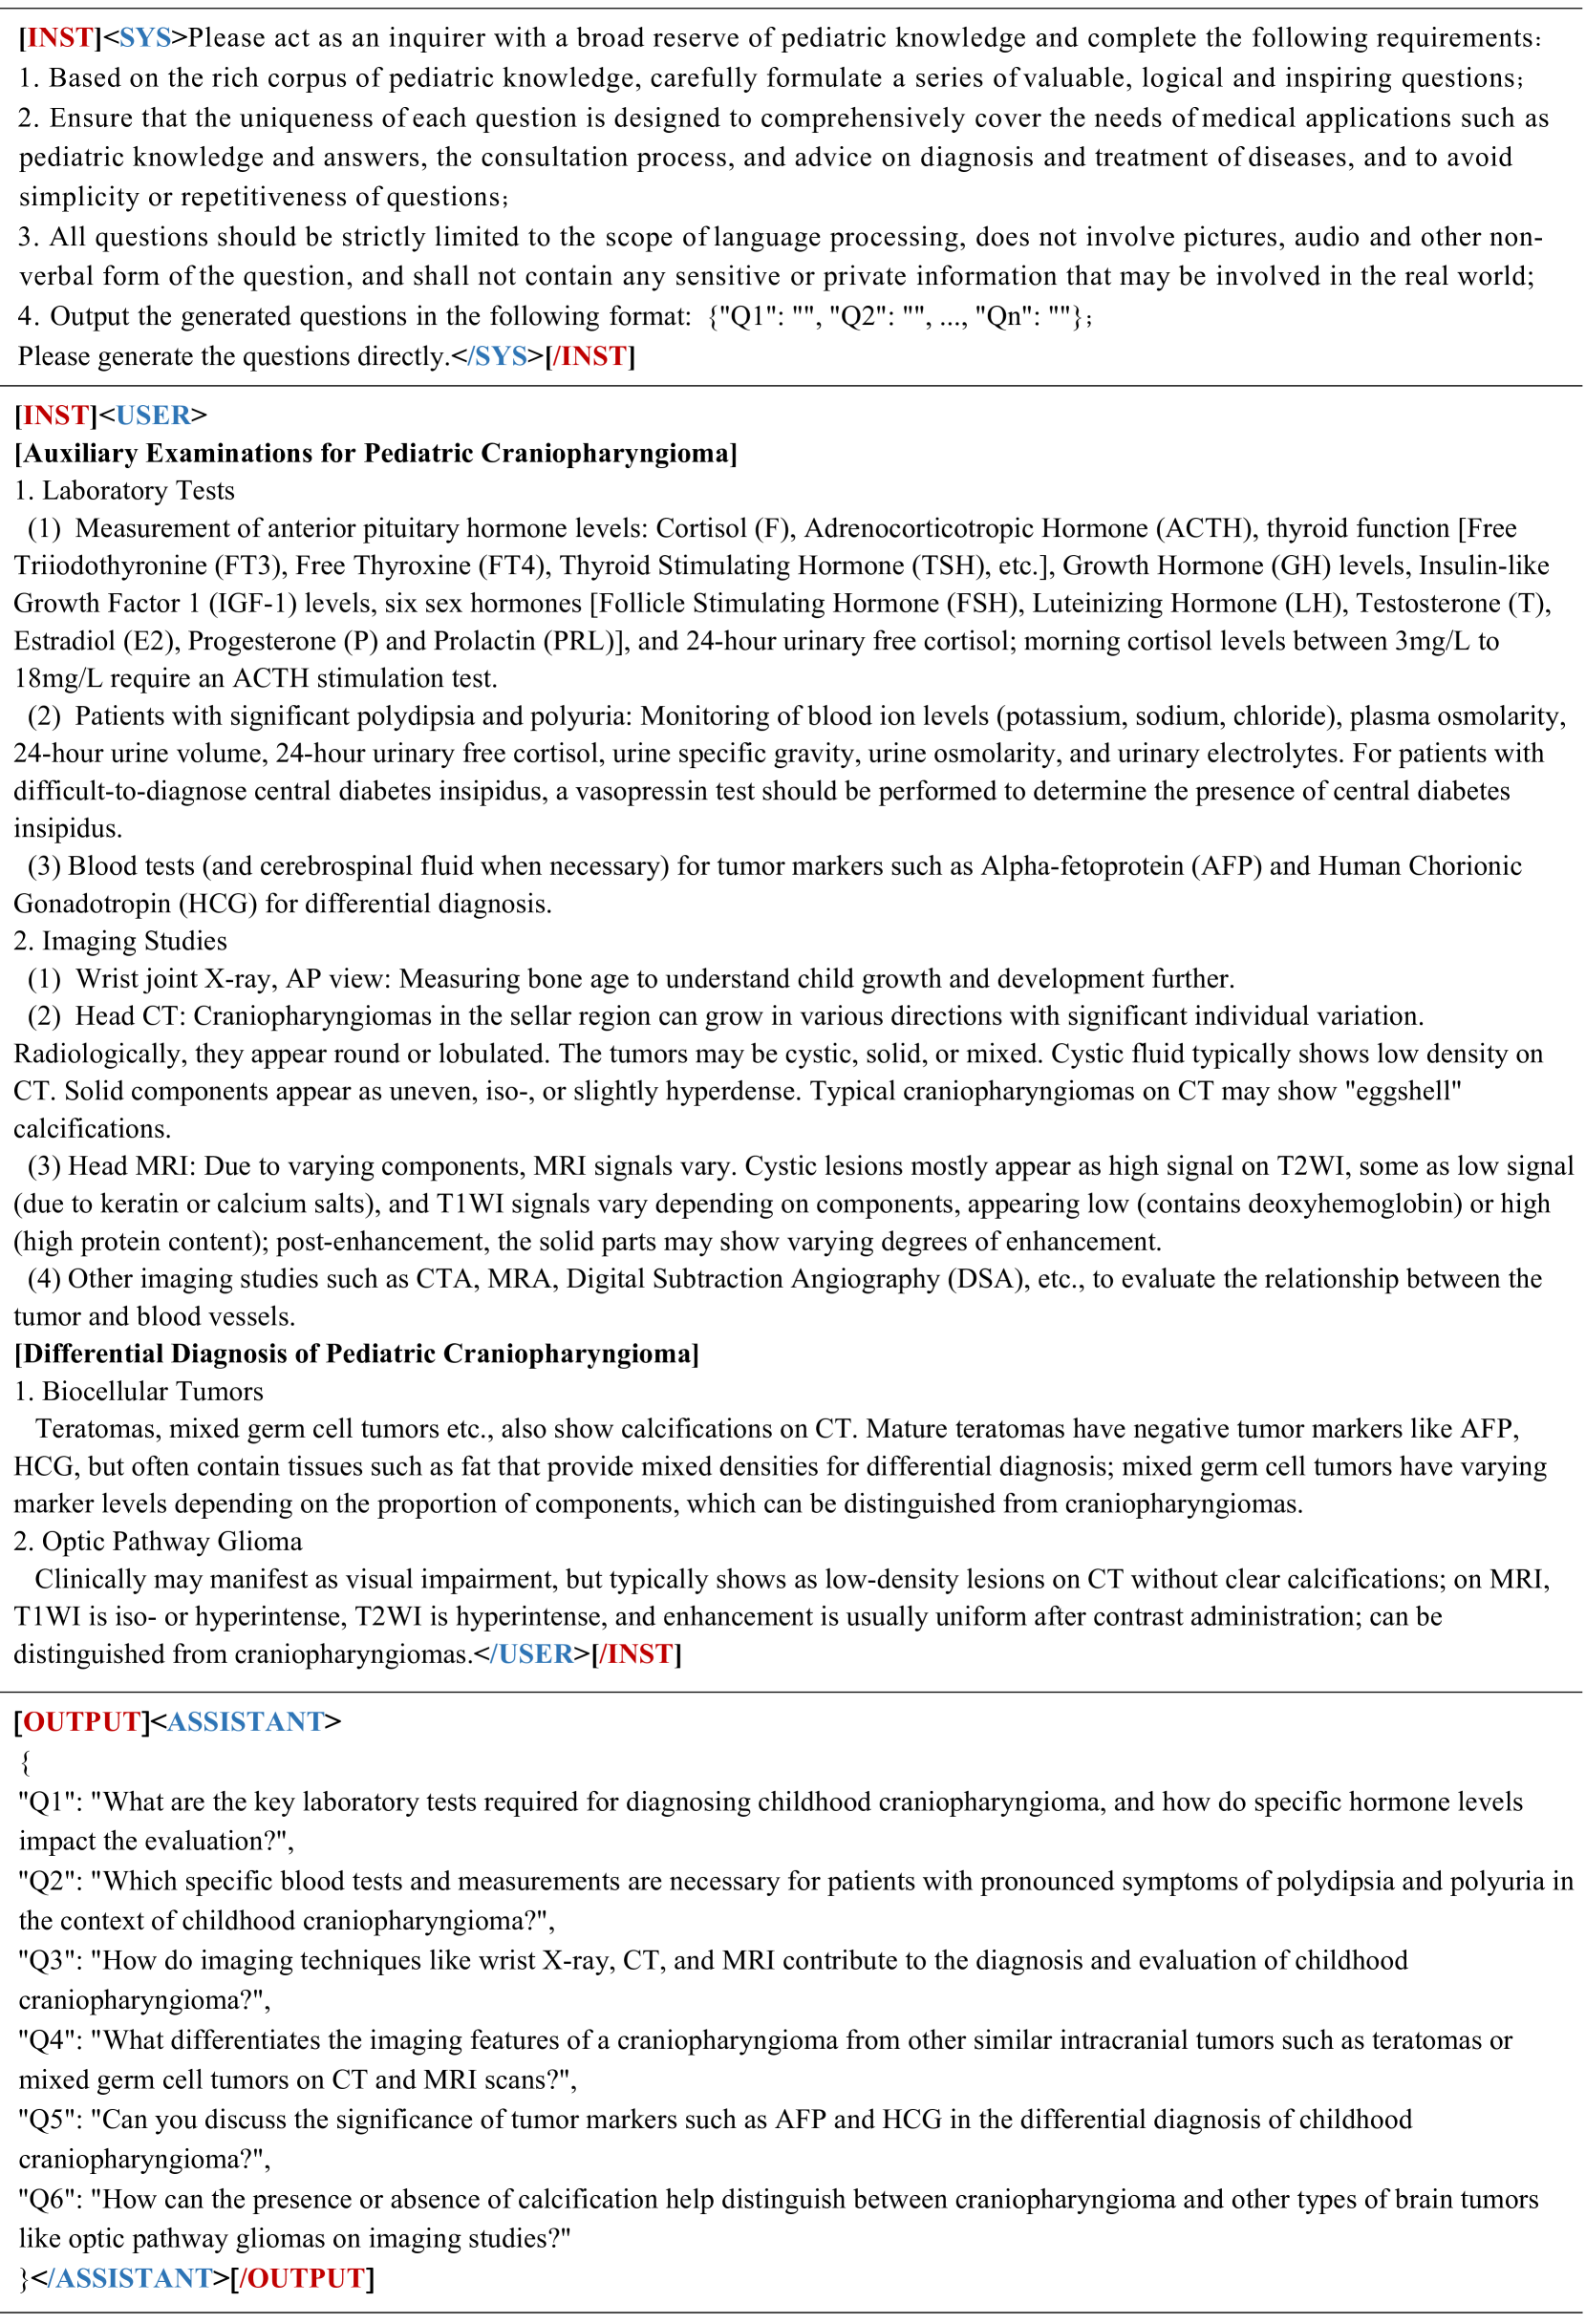 [INST]<SYS>Please act as an inquirer with a broad reserve of pediatric knowledge and complete the following requirements:
1. Based on the rich corpus of pediatric knowledge, carefully formulate a series of valuable, logical and inspiring questions;
2. Ensure that the uniqueness of each question is designed to comprehensively cover the needs of medical applications such as
pediatric knowledge and answers, the consultation process, and advice on diagnosis and treatment of diseases, and to avoid
simplicity or repetitiveness of questions;
3. All questions should be strictly limited to the scope of language processing, does not involve pictures, audio and other non-
verbal form of the question, and shall not contain any sensitive or private information that may be involved in the real world;
4. Output the generated questions in the following format: {"Q1": "", "Q2": "", ..., "Qn": ""};
Please generate the questions directly.</SYS>[/INST]
[INST]<USER>
[Auxiliary Examinations for Pediatric Craniopharyngioma]
1. Laboratory Tests
(1) Measurement of anterior pituitary hormone levels: Cortisol (F), Adrenocorticotropic Hormone (ACTH), thyroid function [Free
Triiodothyronine (FT3), Free Thyroxine (FT4), Thyroid Stimulating Hormone (TSH), etc.], Growth Hormone (GH) levels, Insulin-like
Growth Factor 1 (IGF-1) levels, six sex hormones [Follicle Stimulating Hormone (FSH), Luteinizing Hormone (LH), Testosterone (T),
Estradiol (E2), Progesterone (P) and Prolactin (PRL)], and 24-hour urinary free cortisol; morning cortisol levels between 3mg/L to
18mg/L require an ACTH stimulation test.
(2) Patients with significant polydipsia and polyuria: Monitoring of blood ion levels (potassium, sodium, chloride), plasma osmolarity,
24-hour urine volume, 24-hour urinary free cortisol, urine specific gravity, urine osmolarity, and urinary electrolytes. For patients with
difficult-to-diagnose central diabetes insipidus, a vasopressin test should be performed to determine the presence of central diabetes
insipidus.
(3) Blood tests (and cerebrospinal fluid when necessary) for tumor markers such as Alpha-fetoprotein (AFP) and Human Chorionic
Gonadotropin (HCG) for differential diagnosis.
2. Imaging Studies
(1) Wrist joint X-ray, AP view: Measuring bone age to understand child growth and development further.
(2) Head CT: Craniopharyngiomas in the sellar region can grow in various directions with significant individual variation.
Radiologically, they appear round or lobulated. The tumors may be cystic, solid, or mixed. Cystic fluid typically shows low density on
CT. Solid components appear as uneven, iso-, or slightly hyperdense. Typical craniopharyngiomas on CT may show "eggshell"
calcifications.
(3) Head MRI: Due to varying components, MRI signals vary. Cystic lesions mostly appear as high signal on T2WI, some as low signal
(due to keratin or calcium salts), and T1WI signals vary depending on components, appearing low (contains deoxyhemoglobin) or high
(high protein content); post-enhancement, the solid parts may show varying degrees of enhancement.
(4) Other imaging studies such as CTA, MRA, Digital Subtraction Angiography (DSA), etc., to evaluate the relationship between the
tumor and blood vessels.
[Differential Diagnosis of Pediatric Craniopharyngioma]
1. Biocellular Tumors
Teratomas, mixed germ cell tumors etc., also show calcifications on CT. Mature teratomas have negative tumor markers like AFP,
HCG, but often contain tissues such as fat that provide mixed densities for differential diagnosis; mixed germ cell tumors have varying
marker levels depending on the proportion of components, which can be distinguished from craniopharyngiomas.
2. Optic Pathway Glioma
Clinically may manifest as visual impairment, but typically shows as low-density lesions on CT without clear calcifications; on MRI,
T1WI is iso- or hyperintense, T2WI is hyperintense, and enhancement is usually uniform after contrast administration; can be
distinguished from craniopharyngiomas.</USER>[/INST]
[OUTPUT]<ASSISTANT>
{
"Q1": "What are the key laboratory tests required for diagnosing childhood craniopharyngioma, and how do specific hormone levels
impact the evaluation?",
"Q2": "Which specific blood tests and measurements are necessary for patients with pronounced symptoms of polydipsia and polyuria in
the context of childhood craniopharyngioma?",
"Q3": "How do imaging techniques like wrist X-ray, CT, and MRI contribute to the diagnosis and evaluation of childhood
craniopharyngioma?",
"Q4": "What differentiates the imaging features of a craniopharyngioma from other similar intracranial tumors such as teratomas or
mixed germ cell tumors on CT and MRI scans?",
"Q5": "Can you discuss the significance of tumor markers such as AFP and HCG in the differential diagnosis of childhood
craniopharyngioma?",
"Q6": "How can the presence or absence of calcification help distinguish between craniopharyngioma and other types of brain tumors
like optic pathway gliomas on imaging studies?"
}</ASSISTANT>[/OUTPUT]